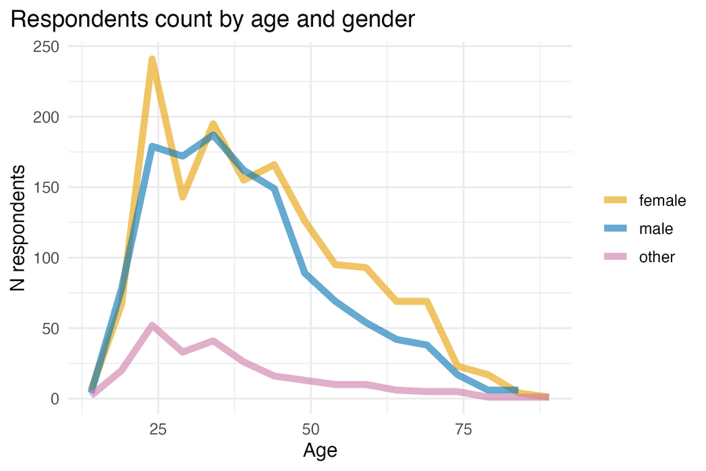 Respondents count by age and gender
250
200
150
100
50
0
N respondents
25
50
75
Age
female
male
other